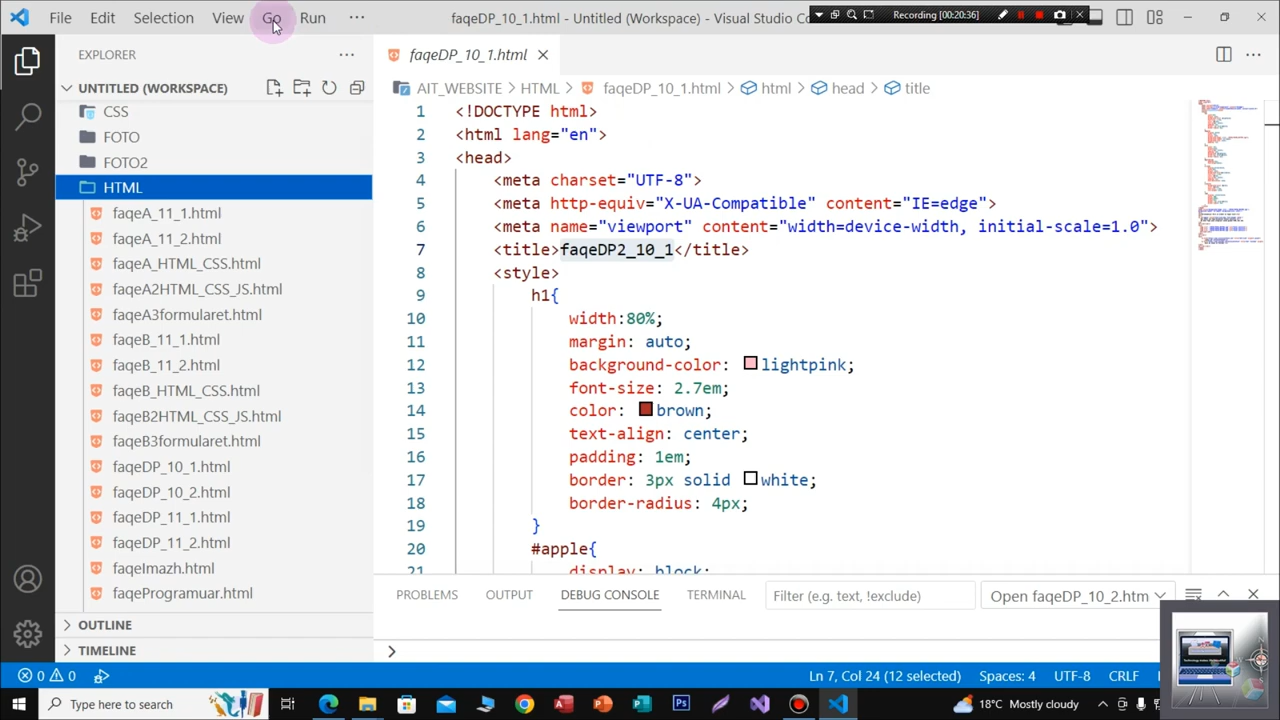 File Edit Selection View Go Run ··· faqeDP_10_1.html - Untitled (Workspace) - Visual Studio Recording [00:20:36]
EXPLORER ···
faqeDP_10_1.html
UNTITLED (WORKSPACE)
AIT_WEBSITE > HTML > faqeDP_10_1.html > html > head > title
CSS
FOTO
FOTO2
HTML
faqeA_11_1.html
faqeA_11_2.html
faqeA_HTML_CSS.html
faqeA2HTML_CSS_JS.html
faqeA3formularet.html
faqeB_11_1.html
faqeB_11_2.html
faqeB_HTML_CSS.html
faqeB2HTML_CSS_JS.html
faqeB3formularet.html
faqeDP_10_1.html
faqeDP_10_2.html
faqeDP_11_1.html
faqeDP_11_2.html
faqeImazh.html
faqeProgramuar.html
OUTLINE
TIMELINE
1 <!DOCTYPE html>
2 <html lang="en">
3 <head>
4 <meta charset="UTF-8">
5 <meta http-equiv="X-UA-Compatible" content="IE=edge">
6 <meta name="viewport" content="width=device-width, initial-scale=1.0">
7 <title>faqeDP2_10_1</title>
8 <style>
9 h1{
10 width:80%;
11 margin: auto;
12 background-color: lightpink;
13 font-size: 2.7em;
14 color: brown;
15 text-align: center;
16 padding: 1em;
17 border: 3px solid white;
18 border-radius: 4px;
19 }
20 #apple{
21 display: block;
PROBLEMS OUTPUT DEBUG CONSOLE TERMINAL Filter (e.g. text, !exclude) Open faqeDP_10_2.htm
>
0 0 Ln 7, Col 24 (12 selected) Spaces: 4 UTF-8 CRLF
Type here to search 18°C Mostly cloudy